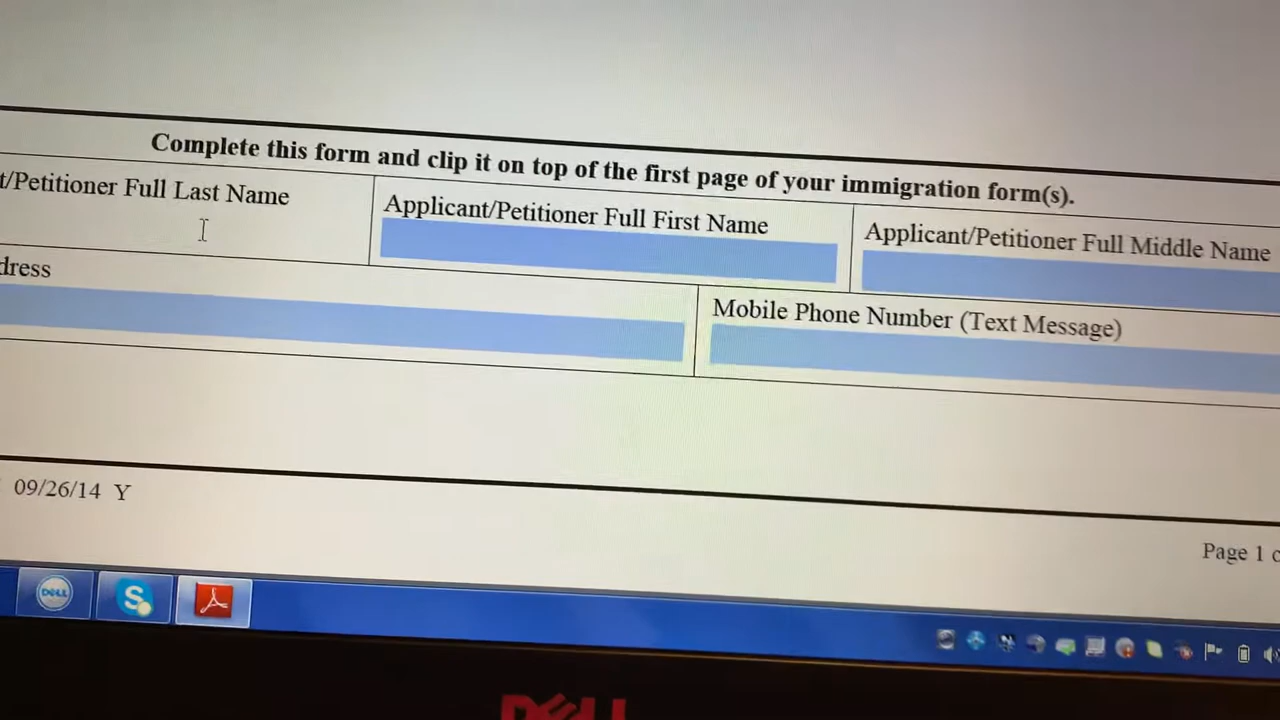 Complete this form and clip it on top of the first page of your immigration form(s).
t/Petitioner Full Last Name
Applicant/Petitioner Full First Name
Applicant/Petitioner Full Middle Name
dress
Mobile Phone Number (Text Message)
09/26/14 Y
Page 1 o
DELL
S
DELL